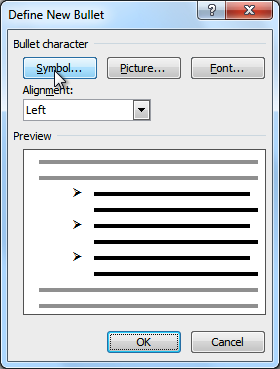 Define New Bullet
Bullet character
Symbol... Picture... Font...
Alignment:
Left
Preview
OK Cancel